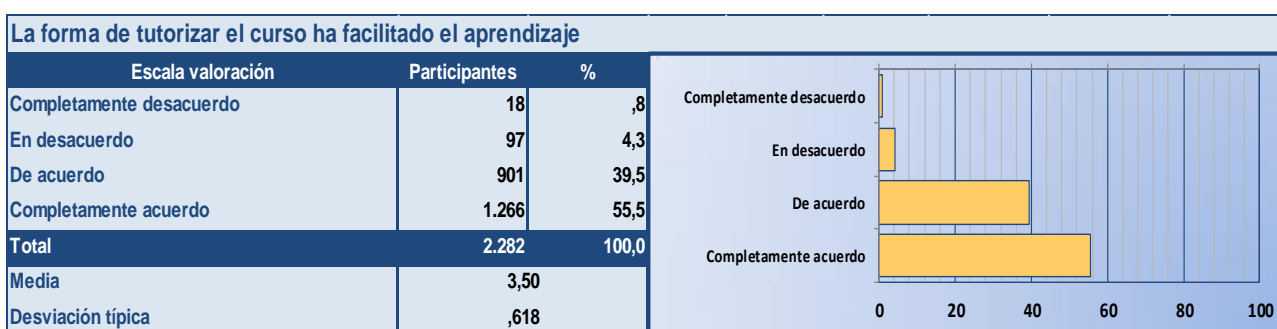 La forma de tutorizar el curso ha facilitado el aprendizaje
Escala valoración Participantes %
Completamente desacuerdo 18 ,8
En desacuerdo 97 4,3
De acuerdo 901 39,5
Completamente acuerdo 1.266 55,5
Total 2.282 100,0
Media 3,50
Desviación típica ,618
Completamente desacuerdo
En desacuerdo
De acuerdo
Completamente acuerdo
0 20 40 60 80 100